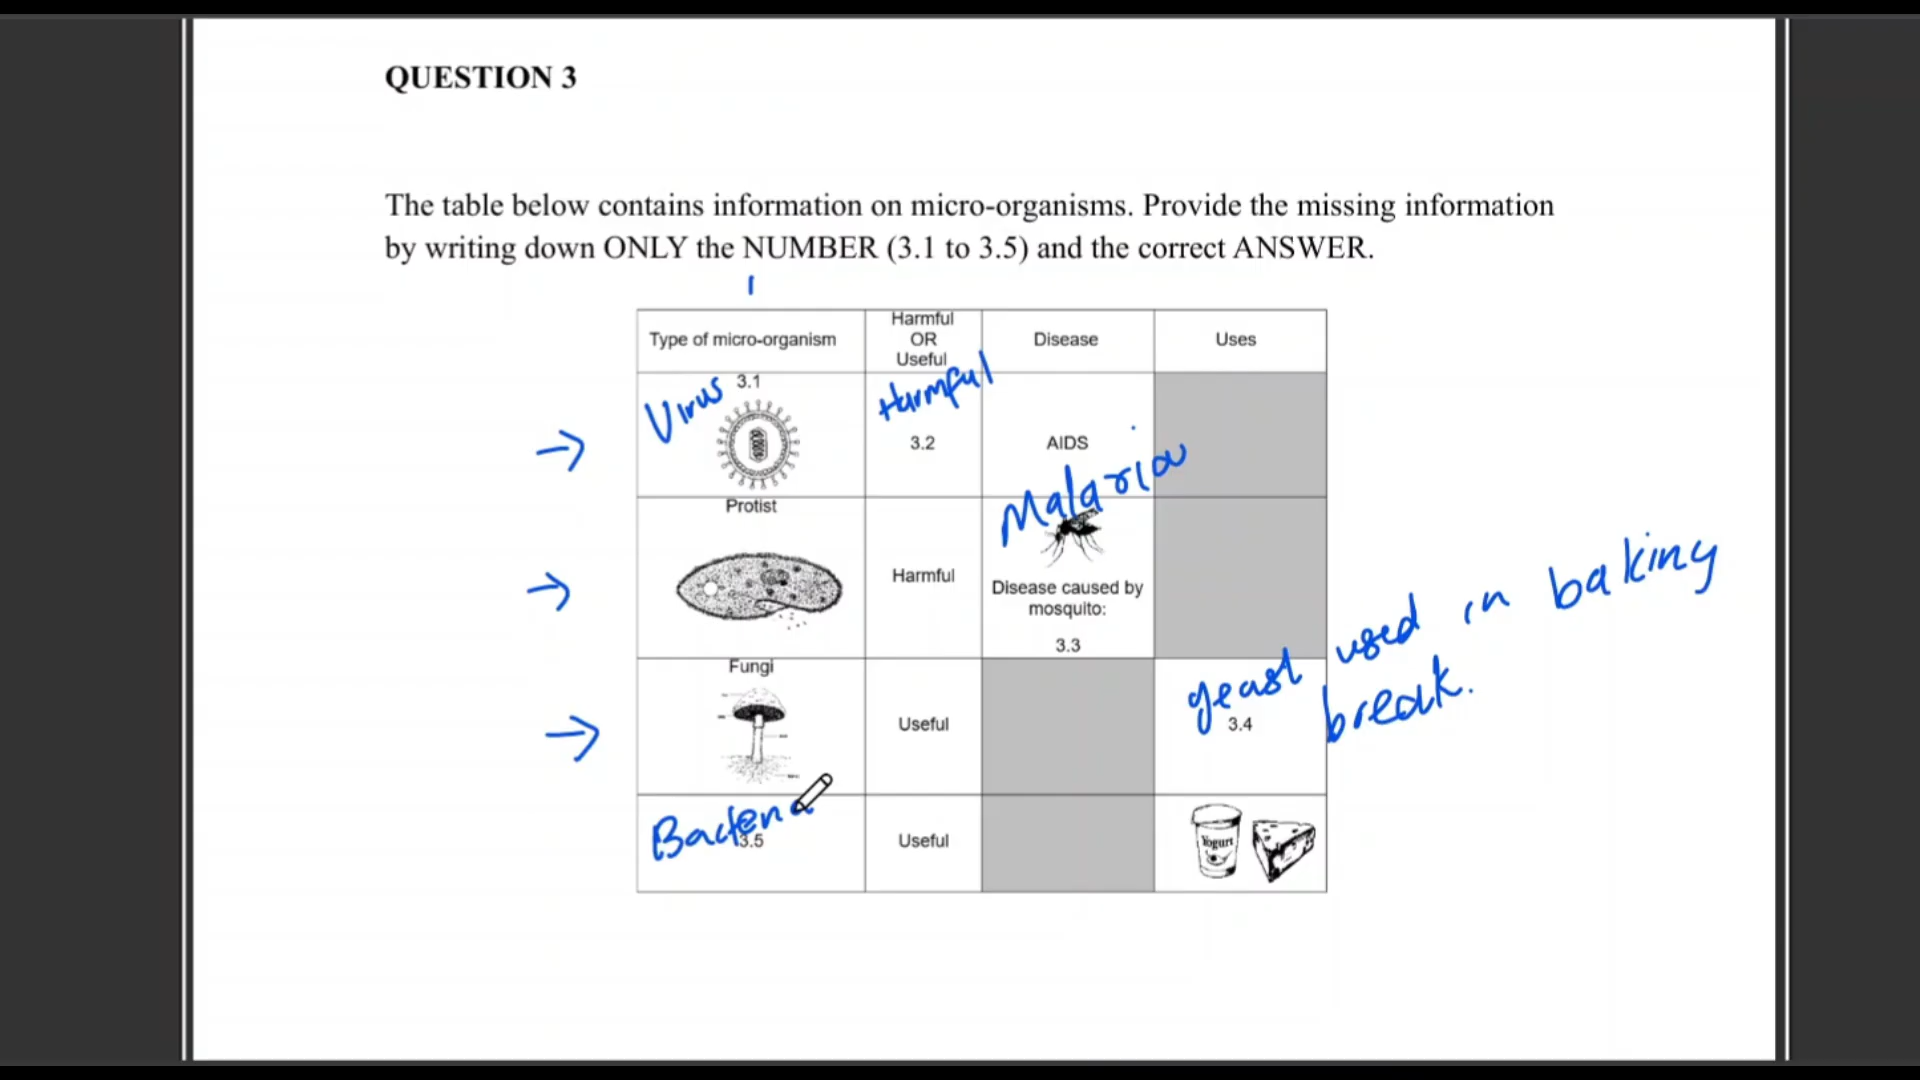 QUESTION 3
The table below contains information on micro-organisms. Provide the missing information
by writing down ONLY the NUMBER (3.1 to 3.5) and the correct ANSWER.
Type of micro-organism
Harmful
OR
Useful
Disease
Uses
Virus 3.1
Harmful
3.2
AIDS
Protist
Harmful
Malaria
Disease caused by
mosquito:
3.3
Fungi
Useful
yeast used in baking
break.
3.4
Bacteria
3.5
Useful
Yogurt